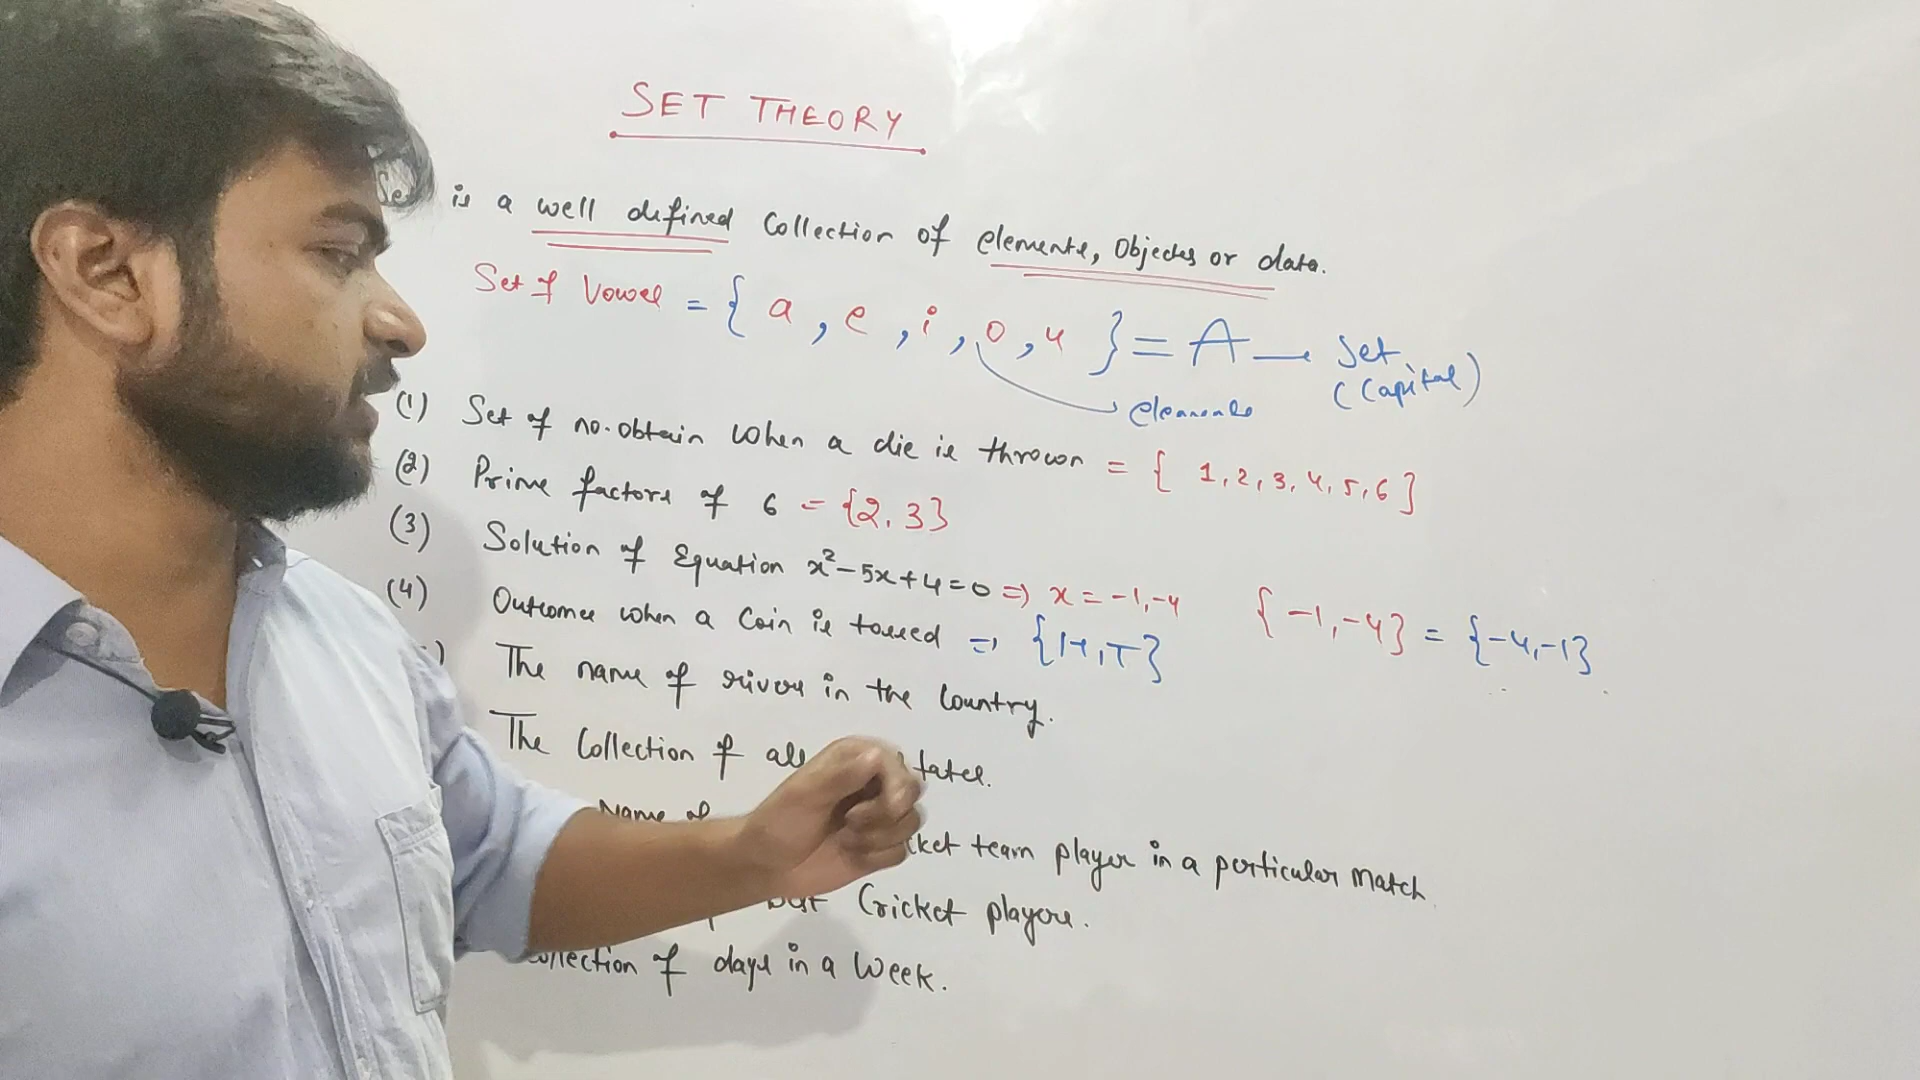 SET THEORY
Set is a well defined Collection of elements, Objects or data.
Set of Vowel = { a, e, i, o, u } = A — Set
(Capital)
elements
(1) Set of no. obtain when a die is thrown = { 1, 2, 3, 4, 5, 6 }
(2) Prime factors of 6 = {2, 3}
(3) Solution of Equation x²-5x+4=0 ⇒ x = -1, -4 {-1, -4} = {-4, -1}
(4) Outcomes when a Coin is tossed ⇒ {H, T}
) The name of rivers in the Country.
The Collection of all states.
Name of cket team player in a perticular Match
Cricket players.
Collection of days in a Week.